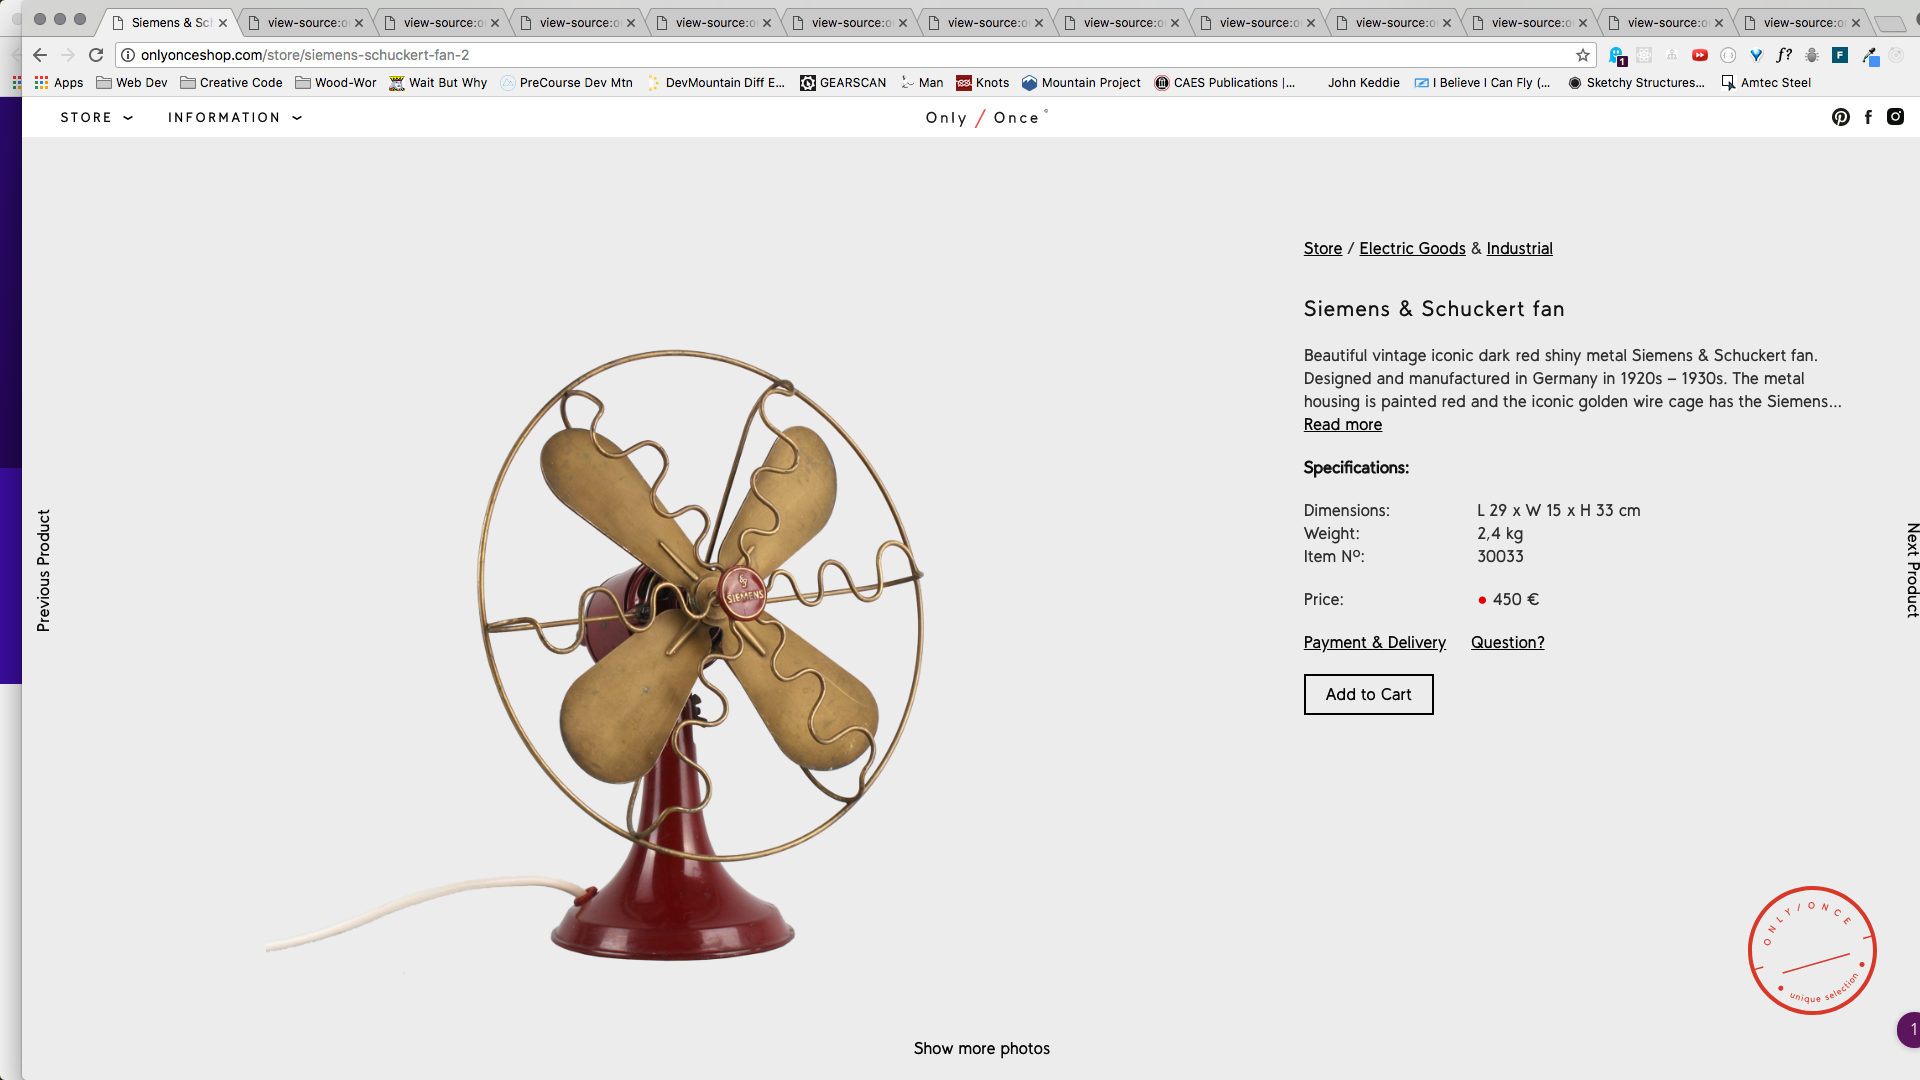 Siemens & Sc
view-source:o
view-source:o
view-source:o
view-source:o
view-source:o
view-source:o
view-source:o
view-source:o
view-source:o
view-source:o
view-source:o
view-source:o
onlyonceshop.com/store/siemens-schuckert-fan-2
1
f?
F
Apps
Web Dev
Creative Code
Wood-Wor
Wait But Why
PreCourse Dev Mtn
DevMountain Diff E...
GEARSCAN
Man
Knots
Mountain Project
CAES Publications |...
John Keddie
I Believe I Can Fly (...
Sketchy Structures...
Amtec Steel
STORE
INFORMATION
Only / Once
Store / Electric Goods & Industrial
Siemens & Schuckert fan
Beautiful vintage iconic dark red shiny metal Siemens & Schuckert fan.
Designed and manufactured in Germany in 1920s – 1930s. The metal
housing is painted red and the iconic golden wire cage has the Siemens...
Read more
Specifications:
Dimensions: L 29 x W 15 x H 33 cm
Weight: 2,4 kg
Item Nº: 30033
Price: • 450 €
Payment & Delivery Question?
Add to Cart
Previous Product
Next Product
SIEMENS
ONLY/ONCE
unique selection
Show more photos
1